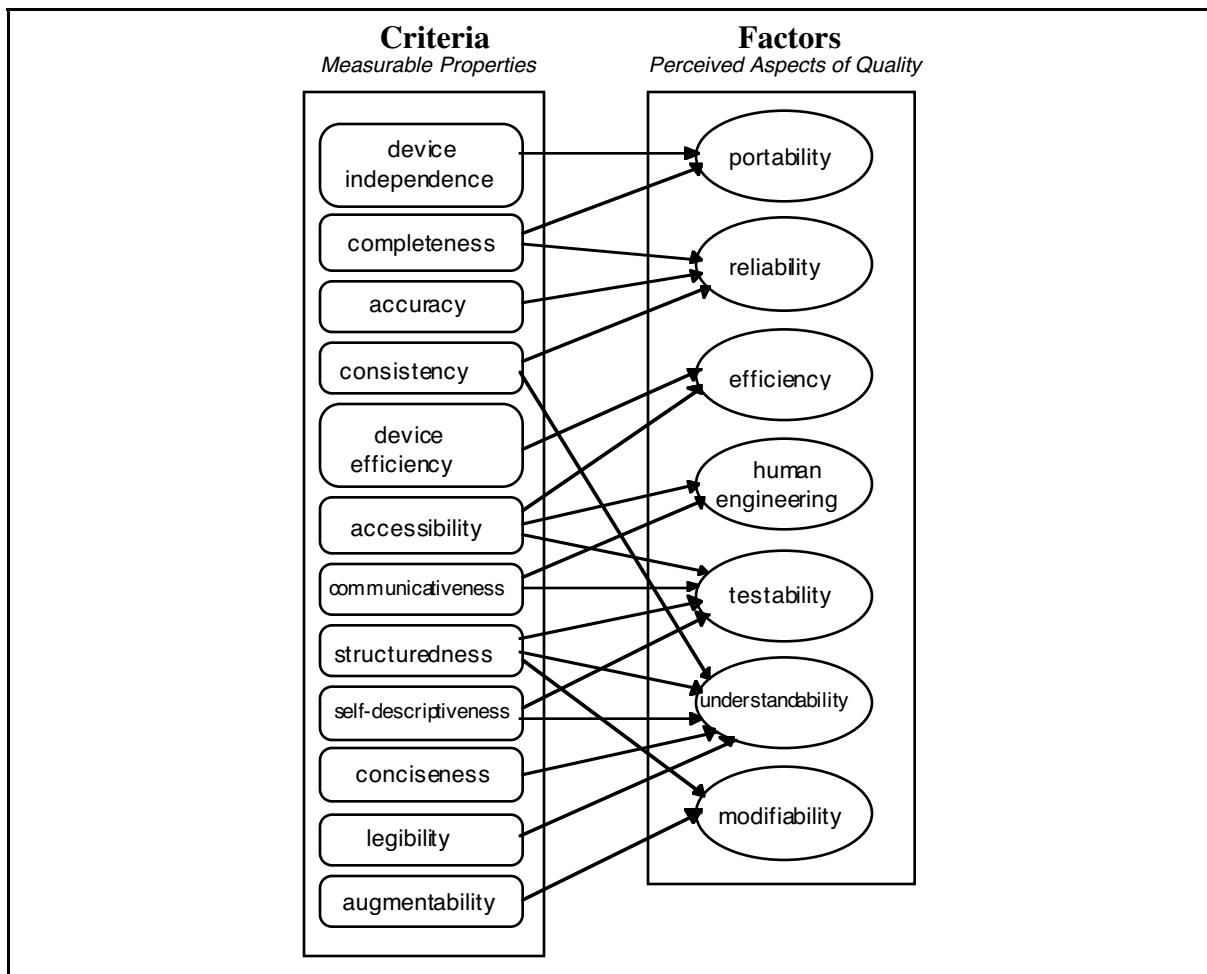 Criteria
Measurable Properties
device
independence
completeness
accuracy
consistency
device
efficiency
accessibility
communicativeness
structuredness
self-descriptiveness
conciseness
legibility
augmentability
Factors
Perceived Aspects of Quality
portability
reliability
efficiency
human
engineering
testability
understandability
modifiability